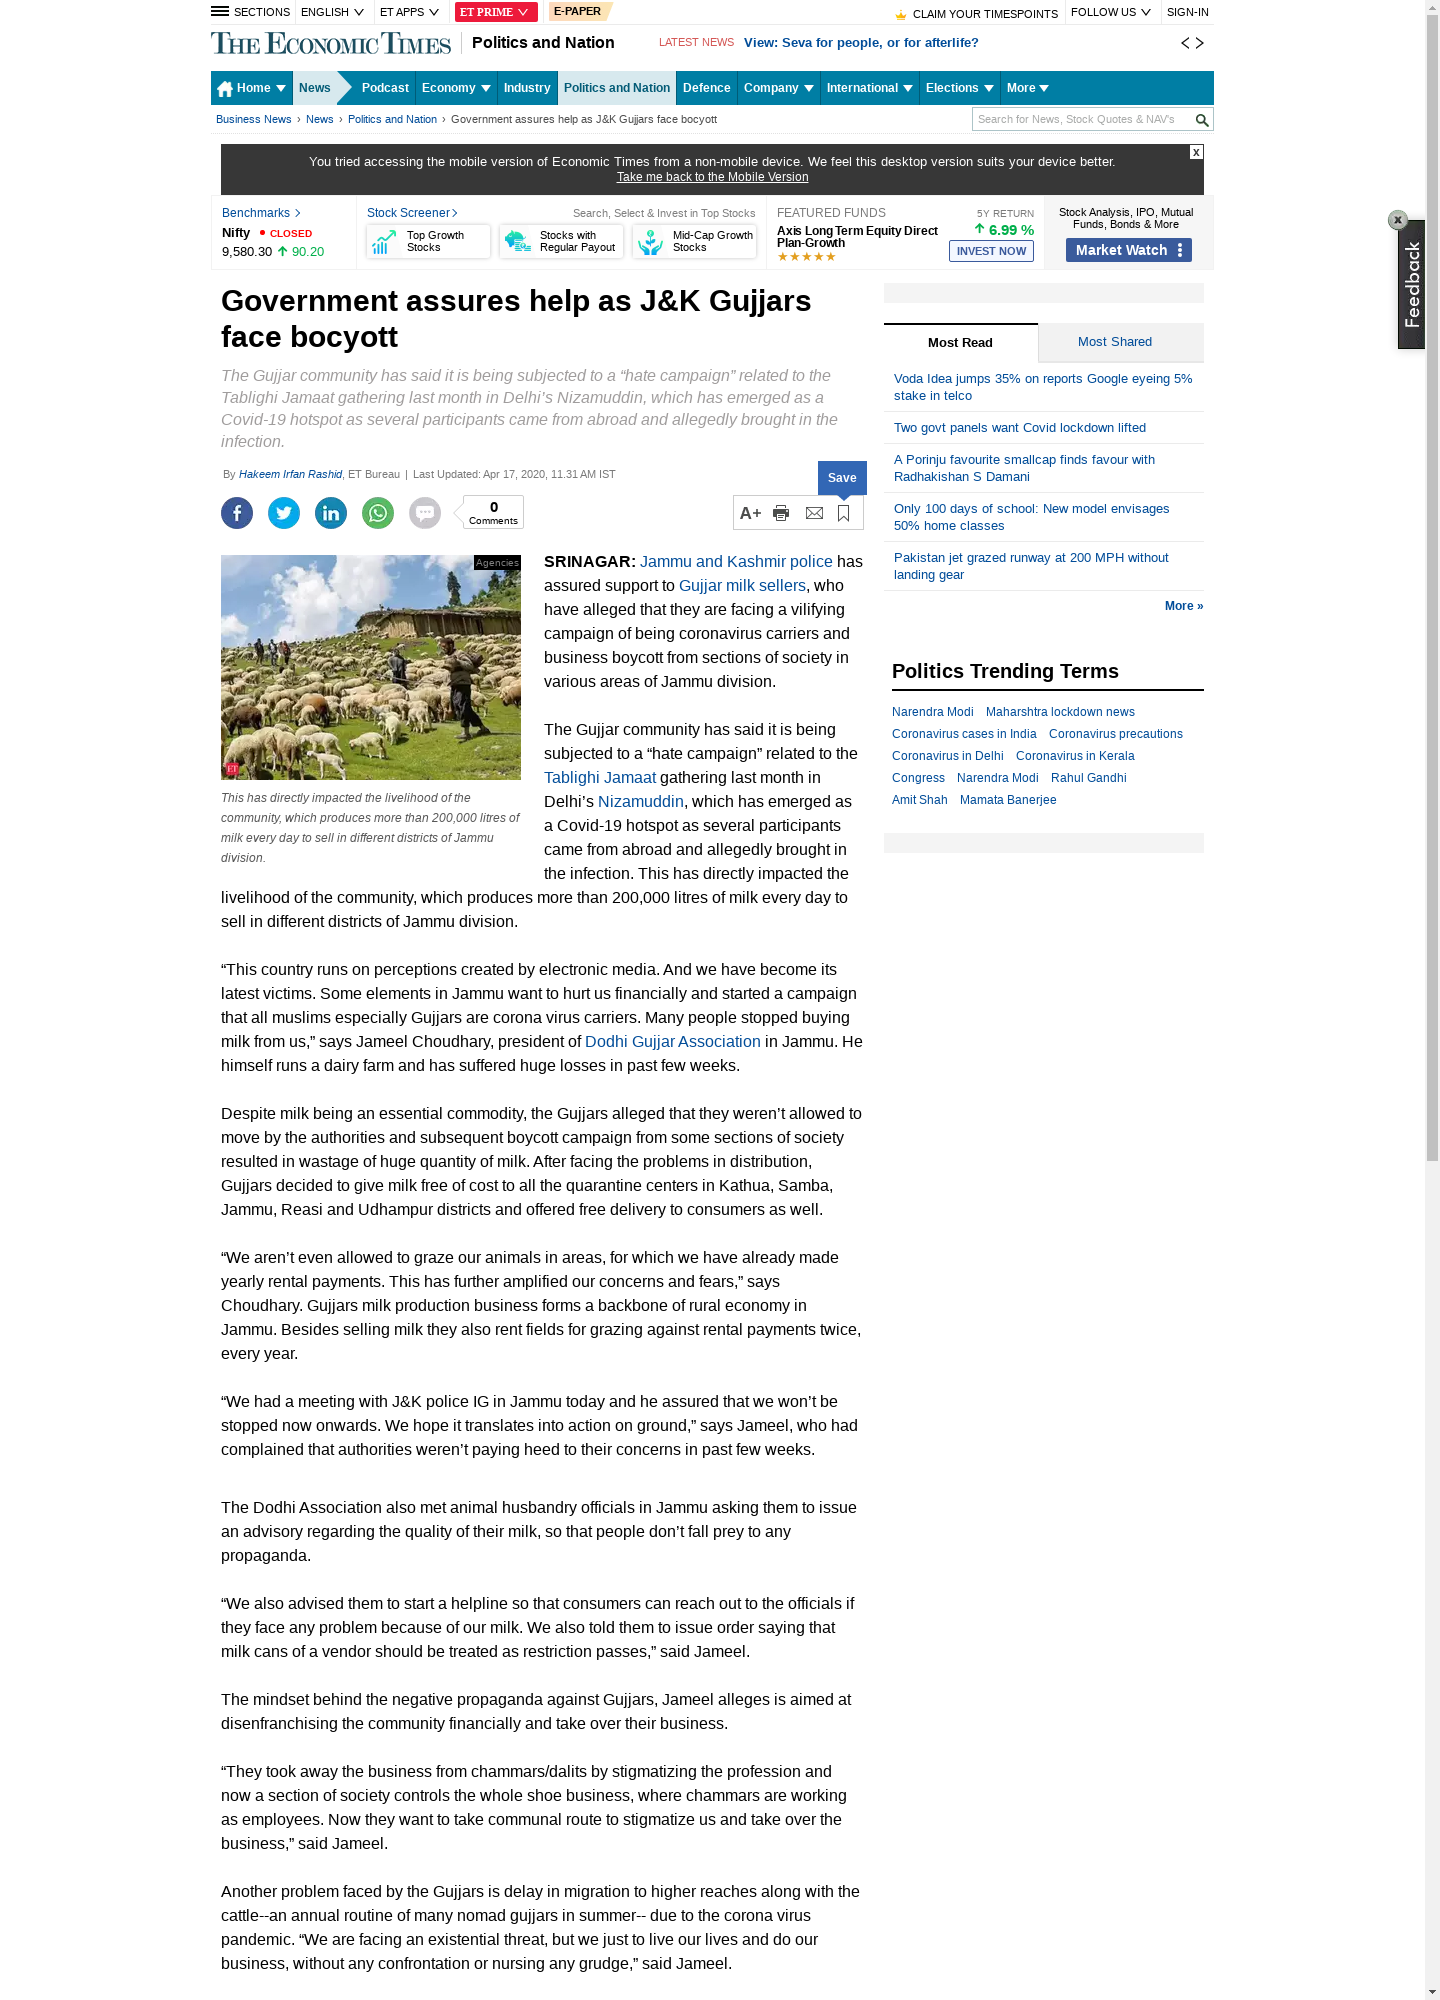 SECTIONS ENGLISH ET APPS ET PRIME E-PAPER CLAIM YOUR TIMESPOINTS FOLLOW US SIGN-IN
THE ECONOMIC TIMES Politics and Nation LATEST NEWS View: Seva for people, or for afterlife?
Home News Podcast Economy Industry Politics and Nation Defence Company International Elections More
Business News › News › Politics and Nation › Government assures help as J&K Gujjars face bocyott Search for News, Stock Quotes & NAV's
You tried accessing the mobile version of Economic Times from a non-mobile device. We feel this desktop version suits your device better. x
Take me back to the Mobile Version
Benchmarks
Nifty CLOSED
9,580.30 90.20
Stock Screener Search, Select & Invest in Top Stocks
Top Growth
Stocks
Stocks with
Regular Payout
Mid-Cap Growth
Stocks
FEATURED FUNDS 5Y RETURN
Axis Long Term Equity Direct 6.99 %
Plan-Growth
★★★★★ INVEST NOW
Stock Analysis, IPO, Mutual
Funds, Bonds & More
Market Watch
x
Feedback
Government assures help as J&K Gujjars
face bocyott
The Gujjar community has said it is being subjected to a “hate campaign” related to the
Tablighi Jamaat gathering last month in Delhi’s Nizamuddin, which has emerged as a
Covid-19 hotspot as several participants came from abroad and allegedly brought in the
infection.
By Hakeem Irfan Rashid, ET Bureau | Last Updated: Apr 17, 2020, 11.31 AM IST
Save
0
Comments
A+
Agencies
ET
This has directly impacted the livelihood of the
community, which produces more than 200,000 litres of
milk every day to sell in different districts of Jammu
division.
SRINAGAR: Jammu and Kashmir police has
assured support to Gujjar milk sellers, who
have alleged that they are facing a vilifying
campaign of being coronavirus carriers and
business boycott from sections of society in
various areas of Jammu division.
The Gujjar community has said it is being
subjected to a “hate campaign” related to the
Tablighi Jamaat gathering last month in
Delhi’s Nizamuddin, which has emerged as
a Covid-19 hotspot as several participants
came from abroad and allegedly brought in
the infection. This has directly impacted the
livelihood of the community, which produces more than 200,000 litres of milk every day to
sell in different districts of Jammu division.
“This country runs on perceptions created by electronic media. And we have become its
latest victims. Some elements in Jammu want to hurt us financially and started a campaign
that all muslims especially Gujjars are corona virus carriers. Many people stopped buying
milk from us,” says Jameel Choudhary, president of Dodhi Gujjar Association in Jammu. He
himself runs a dairy farm and has suffered huge losses in past few weeks.
Despite milk being an essential commodity, the Gujjars alleged that they weren’t allowed to
move by the authorities and subsequent boycott campaign from some sections of society
resulted in wastage of huge quantity of milk. After facing the problems in distribution,
Gujjars decided to give milk free of cost to all the quarantine centers in Kathua, Samba,
Jammu, Reasi and Udhampur districts and offered free delivery to consumers as well.
“We aren’t even allowed to graze our animals in areas, for which we have already made
yearly rental payments. This has further amplified our concerns and fears,” says
Choudhary. Gujjars milk production business forms a backbone of rural economy in
Jammu. Besides selling milk they also rent fields for grazing against rental payments twice,
every year.
“We had a meeting with J&K police IG in Jammu today and he assured that we won’t be
stopped now onwards. We hope it translates into action on ground,” says Jameel, who had
complained that authorities weren’t paying heed to their concerns in past few weeks.
The Dodhi Association also met animal husbandry officials in Jammu asking them to issue
an advisory regarding the quality of their milk, so that people don’t fall prey to any
propaganda.
“We also advised them to start a helpline so that consumers can reach out to the officials if
they face any problem because of our milk. We also told them to issue order saying that
milk cans of a vendor should be treated as restriction passes,” said Jameel.
The mindset behind the negative propaganda against Gujjars, Jameel alleges is aimed at
disenfranchising the community financially and take over their business.
“They took away the business from chammars/dalits by stigmatizing the profession and
now a section of society controls the whole shoe business, where chammars are working
as employees. Now they want to take communal route to stigmatize us and take over the
business,” said Jameel.
Another problem faced by the Gujjars is delay in migration to higher reaches along with the
cattle--an annual routine of many nomad gujjars in summer-- due to the corona virus
pandemic. “We are facing an existential threat, but we just to live our lives and do our
business, without any confrontation or nursing any grudge,” said Jameel.
Most Read Most Shared
Voda Idea jumps 35% on reports Google eyeing 5%
stake in telco
Two govt panels want Covid lockdown lifted
A Porinju favourite smallcap finds favour with
Radhakishan S Damani
Only 100 days of school: New model envisages
50% home classes
Pakistan jet grazed runway at 200 MPH without
landing gear
More »
Politics Trending Terms
Narendra Modi Maharshtra lockdown news
Coronavirus cases in India Coronavirus precautions
Coronavirus in Delhi Coronavirus in Kerala
Congress Narendra Modi Rahul Gandhi
Amit Shah Mamata Banerjee